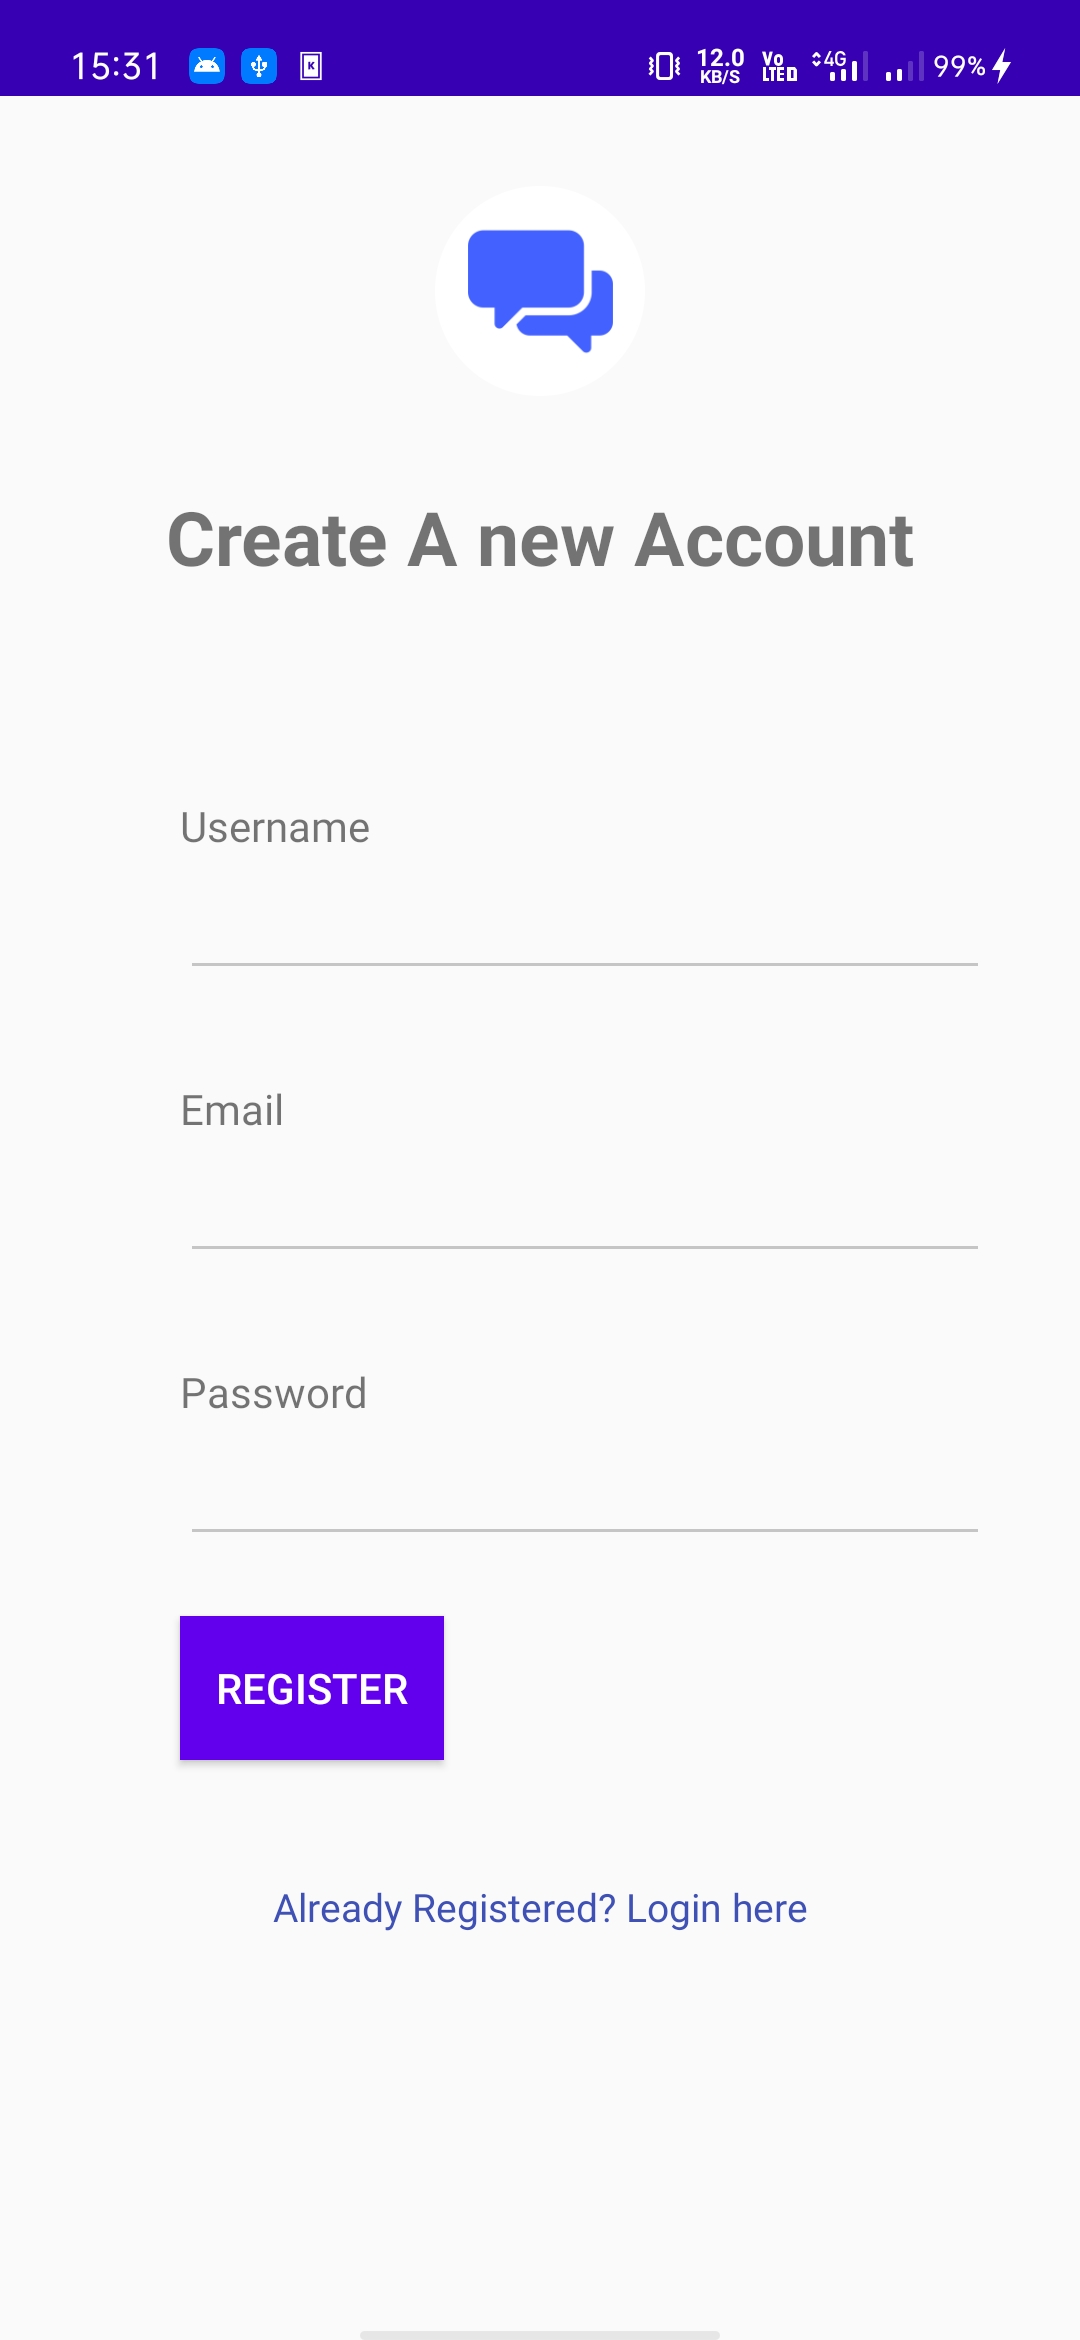 15:31 K 12.0 KB/S Vo LTE 4G 99%
Create A new Account
Username
Email
Password
REGISTER
Already Registered? Login here